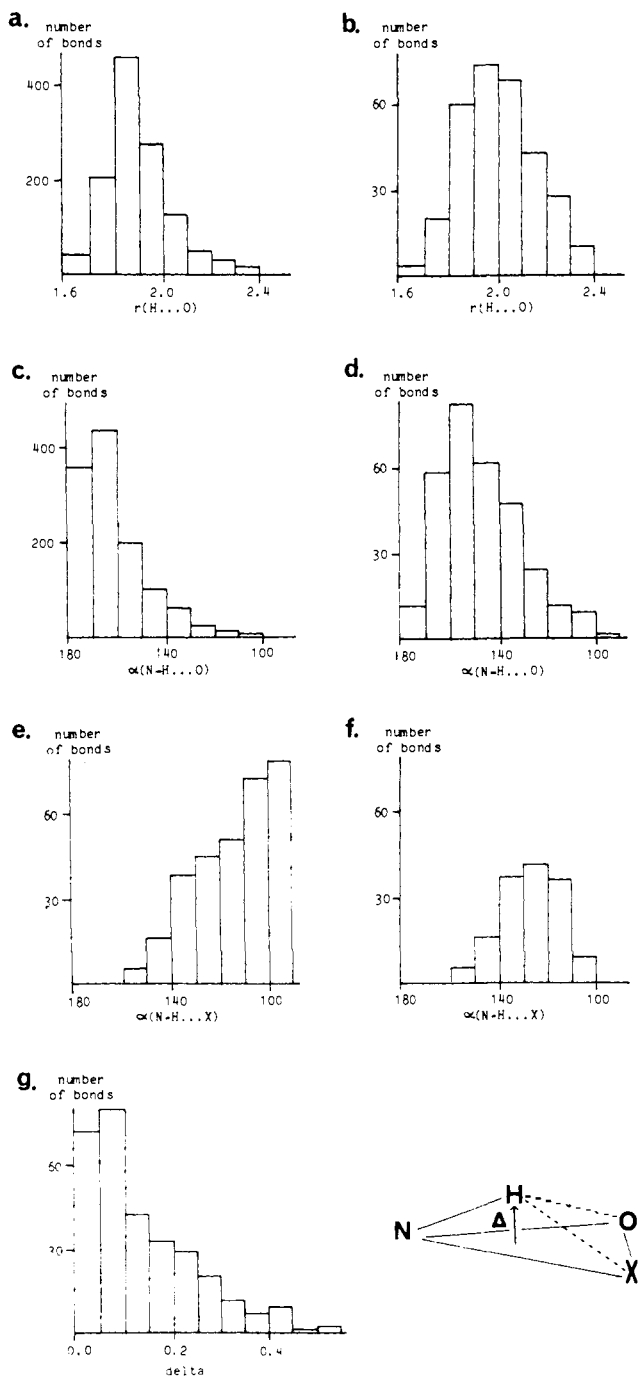 a.
number
of bonds
400
200
1.6
2.0
2.4
r(H...O)
b.
number
of bonds
60
30
1.6
2.0
2.4
r(H...O)
c.
number
of bonds
400
200
180
140
100
α(N-H...O)
d.
number
of bonds
60
30
180
140
100
α(N-H...O)
e.
number
of bonds
60
30
180
140
100
α(N-H...X)
f.
number
of bonds
60
30
180
140
100
α(N-H...X)
g.
number
of bonds
60
30
0.0
0.2
0.4
delta
N
H
Δ
O
X